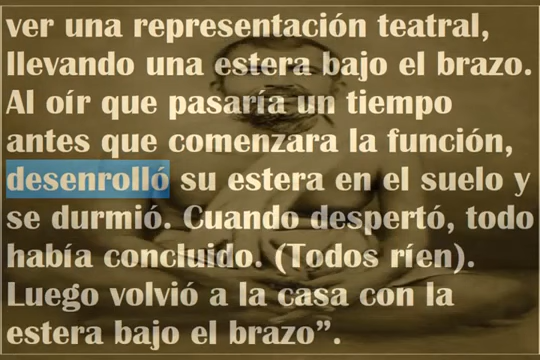 ver una representación teatral,
llevando una estera bajo el brazo.
Al oír que pasaría un tiempo
antes que comenzara la función,
desenrolló su estera en el suelo y
se durmió. Cuando despertó, todo
había concluido. (Todos ríen).
Luego volvió a la casa con la
estera bajo el brazo”.